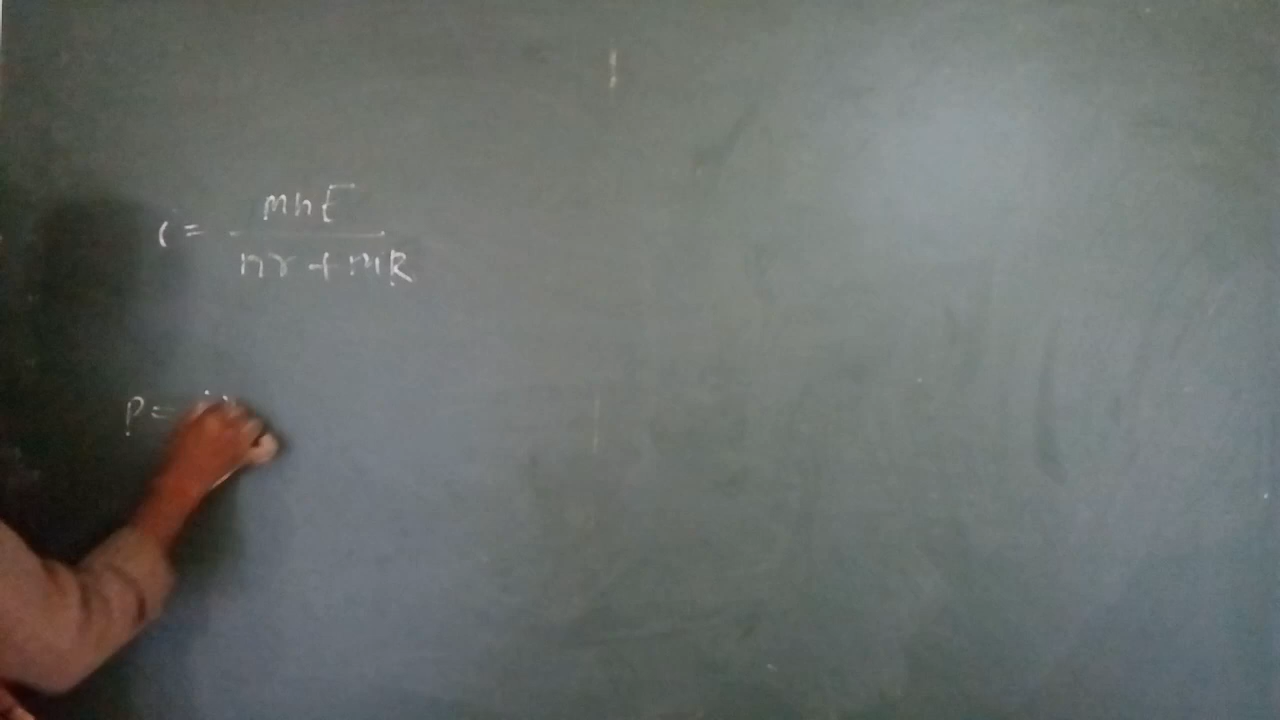 i = mnE
nr + mR
P = i